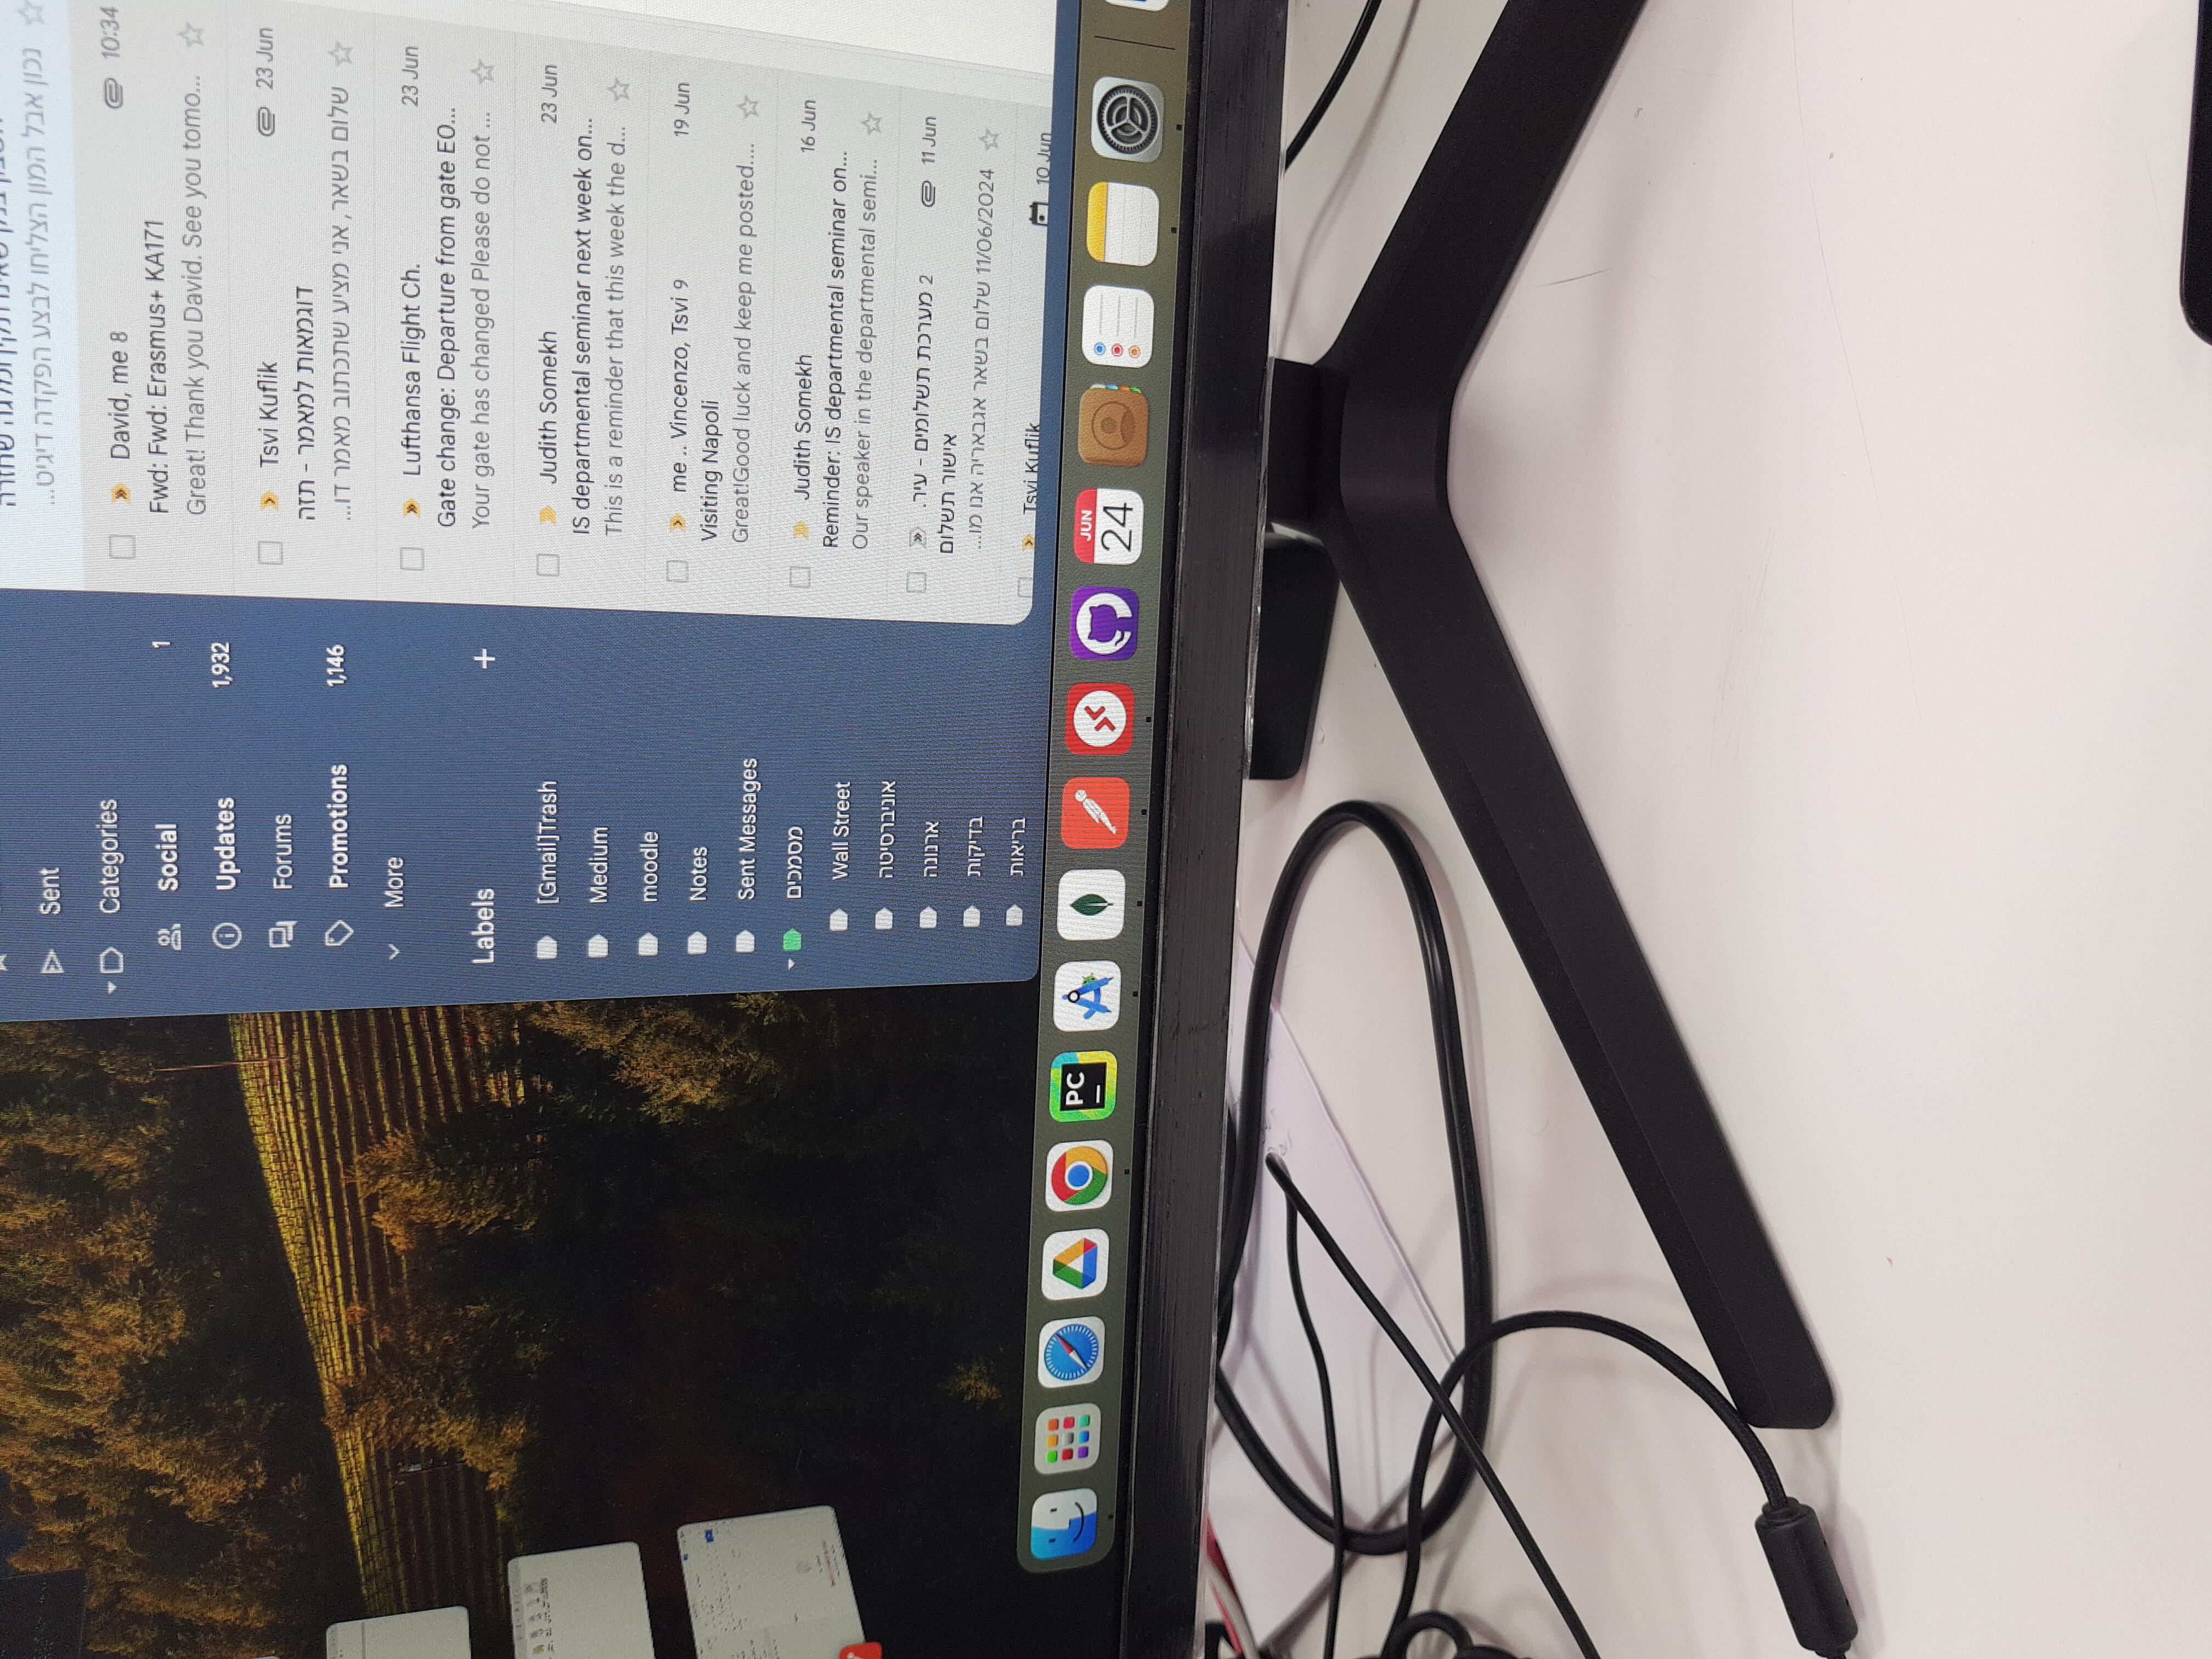 Sent
Categories
Social 1
Updates 1,932
Forums
Promotions 1,146
More
Labels +
[Gmail]Trash
Medium
moodle
Notes
Sent Messages
מסמכים
Wall Street
אוניברסיטה
ארנונה
בדיקות
בריאות
נכון אבל המון הצליחו לבצע הפקדה דיגיט...
David, me 8 10:34
Fwd: Fwd: Erasmus+ KA171
Great! Thank you David. See you tomo...
Tsvi Kuflik 23 Jun
דוגמאות למאמר - תזה
שלום בשאר, אני מציע שתכתוב מאמר דו...
Lufthansa Flight Ch. 23 Jun
Gate change: Departure from gate EO...
Your gate has changed Please do not ...
Judith Somekh 23 Jun
IS departmental seminar next week on...
This is a reminder that this week the d...
me .. Vincenzo, Tsvi 9 19 Jun
Visiting Napoli
Great!Good luck and keep me posted....
Judith Somekh 16 Jun
Reminder: IS departmental seminar on...
Our speaker in the departmental semi...
מערכת תשלומים - עיר. 2 11 Jun
אישור תשלום
11/06/2024 שלום בשאר אגבאריה אנו מו...
Tsvi Kuflik 10 Jun
JUN
24
PC